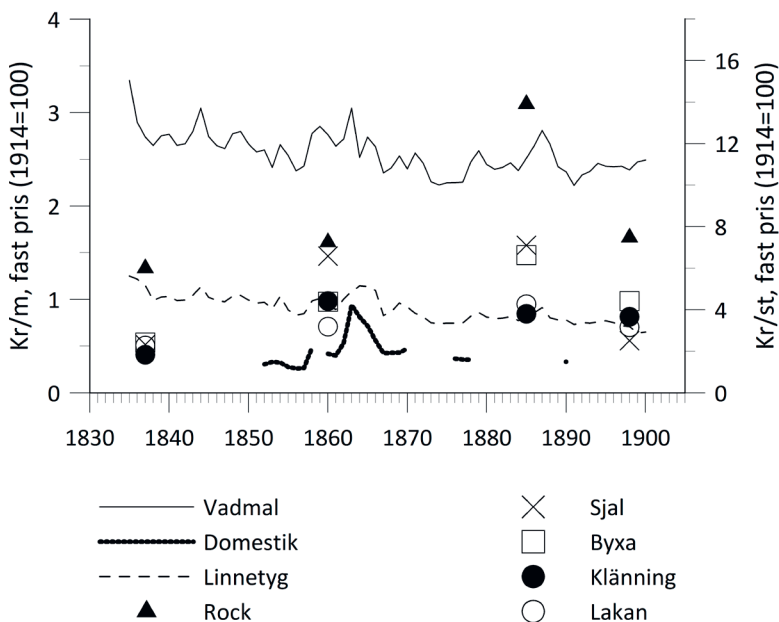 Kr/m, fast pris (1914=100)
4
3
2
1
0
16
12
8
4
0
Kr/st, fast pris (1914=100)
1830 1840 1850 1860 1870 1880 1890 1900
Vadmal
Domestik
Linnetyg
Rock
Sjal
Byxa
Klänning
Lakan